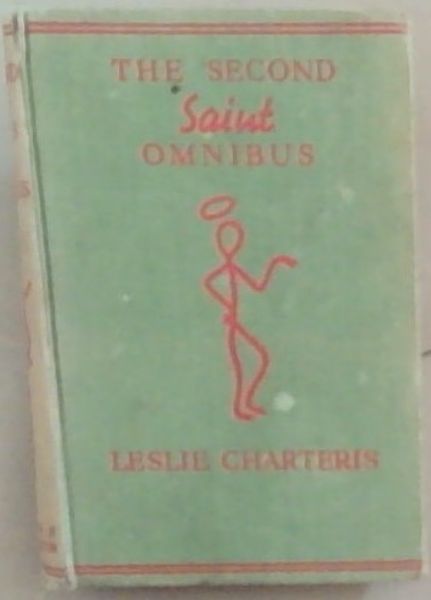 THE SECOND
Saint
OMNIBUS
LESLIE CHARTERIS